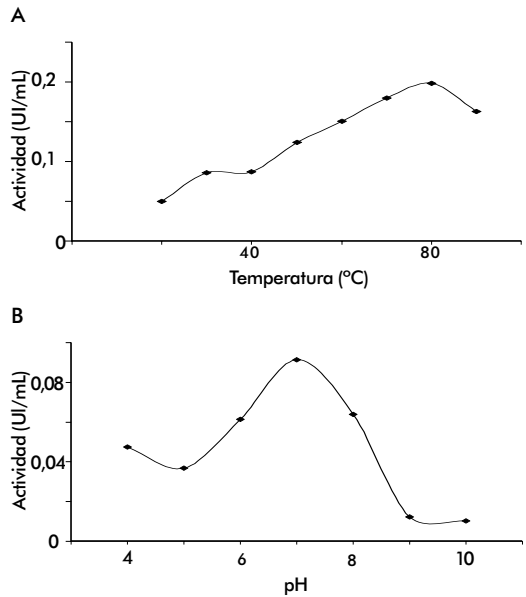 A
Actividad (UI/mL)
0,2
0,1
0
40
80
Temperatura (ºC)
B
Actividad (UI/mL)
0,08
0,04
0
4
6
8
10
pH